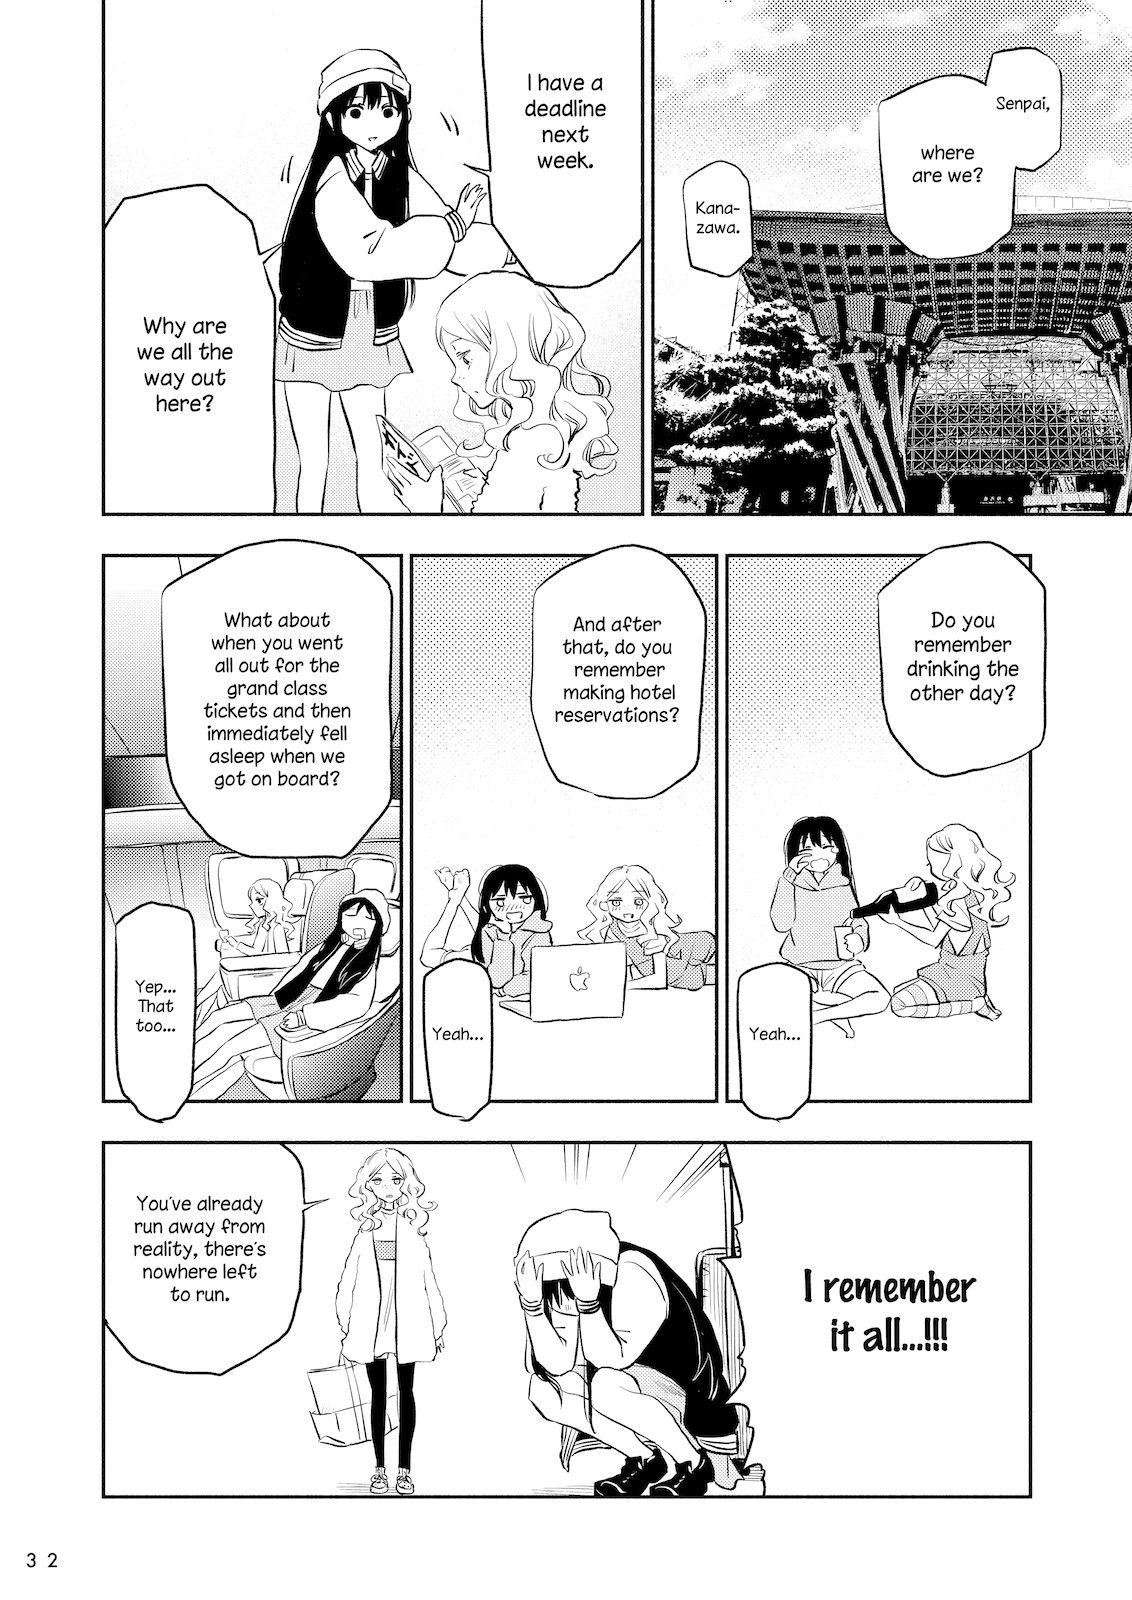 Senpai,
where
are we?
Kana-
zawa.
I have a
deadline
next
week.
Why are
we all the
way out
here?
Do you
remember
drinking the
other day?
Yeah...
And after
that, do you
remember
making hotel
reservations?
Yeah...
What about
when you went
all out for the
grand class
tickets and then
immediately fell
asleep when we
got on board?
Yep...
That
too...
I remember
it all...!!!
You've already
run away from
reality, there's
nowhere left
to run.
32